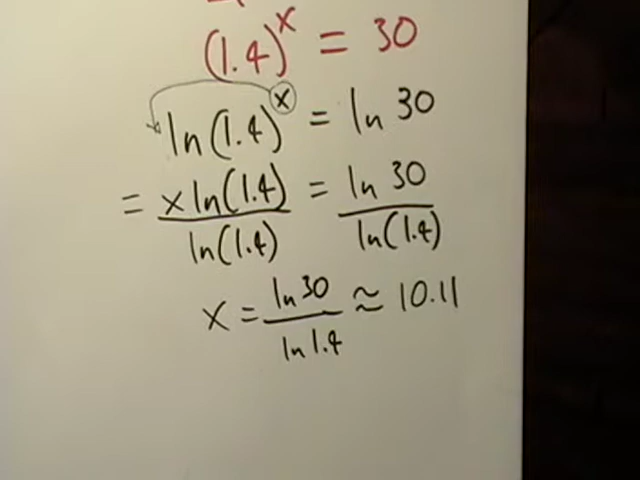 (1.4)^x = 30
ln(1.4)^x = ln 30
= x ln(1.4) / ln(1.4) = ln 30 / ln(1.4)
x = ln 30 / ln 1.4 ≈ 10.11